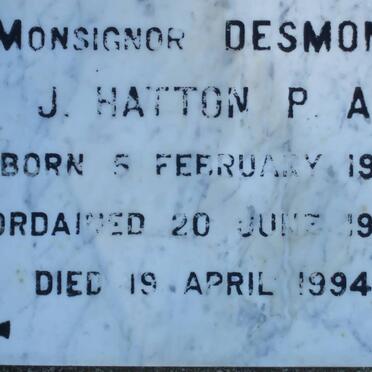 MONSIGNOR DESMON
J. HATTON P. A
BORN 5 FEBRUARY 19
ORDAINED 20 JUNE 19
DIED 19 APRIL 1994